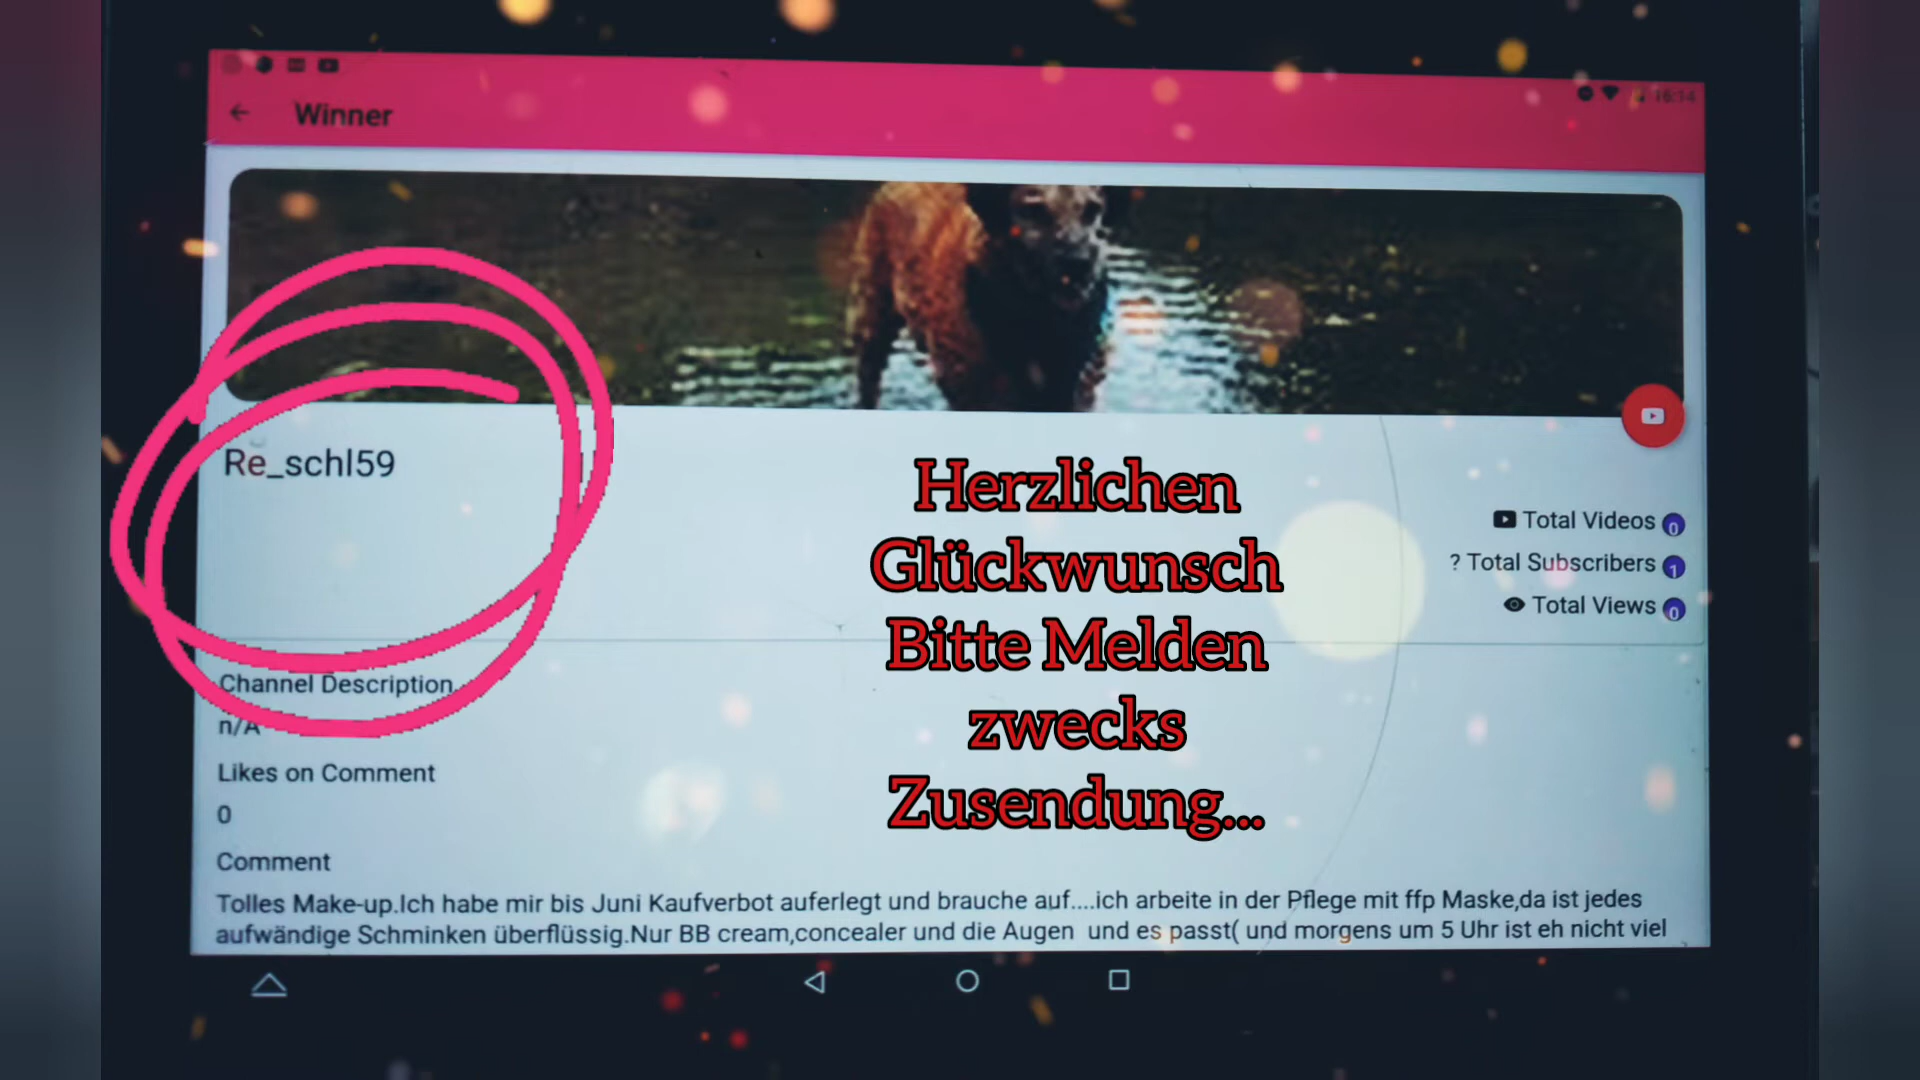 16:14
Winner
Re_schl59
Herzlichen
Glückwunsch
Bitte Melden
zwecks
Zusendung...
Total Videos 0
? Total Subscribers 1
Total Views 0
Channel Description
n/A
Likes on Comment
0
Comment
Tolles Make-up.Ich habe mir bis Juni Kaufverbot auferlegt und brauche auf....ich arbeite in der Pflege mit ffp Maske,da ist jedes
aufwändige Schminken überflüssig.Nur BB cream,concealer und die Augen und es passt( und morgens um 5 Uhr ist eh nicht viel